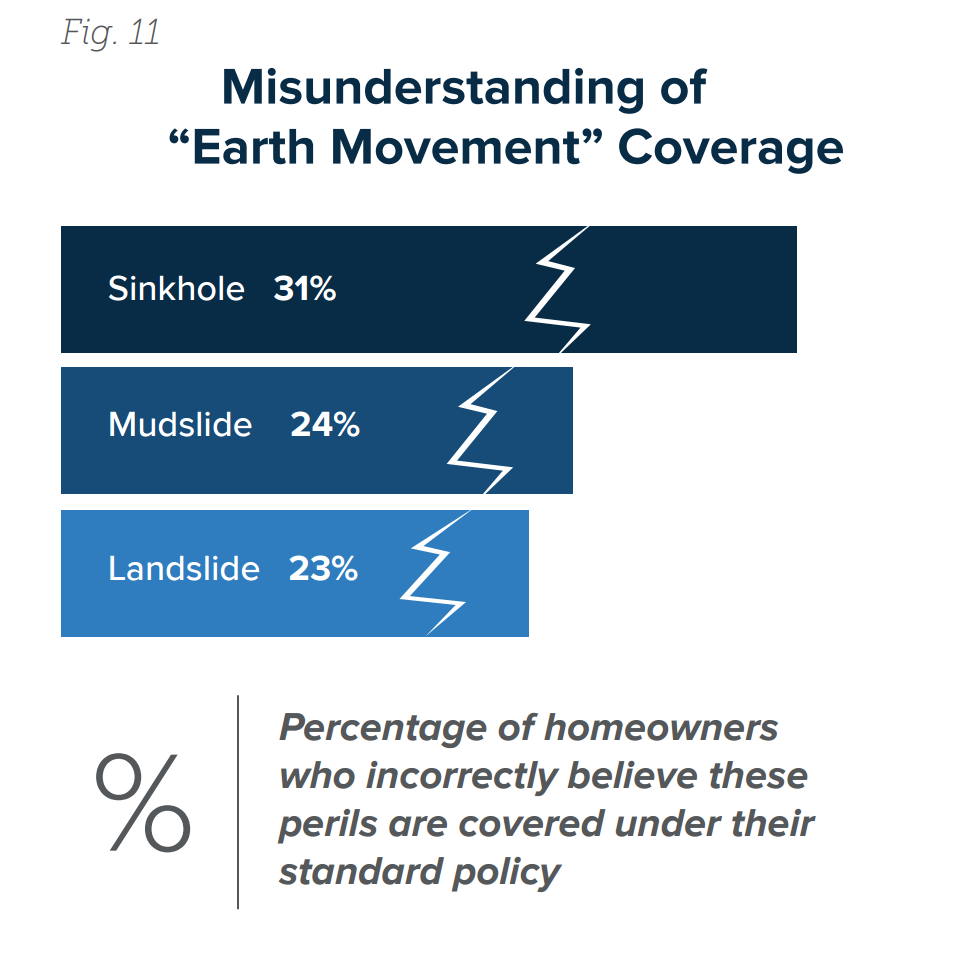 Fig. 11
Misunderstanding of
“Earth Movement” Coverage
Sinkhole 31%
Mudslide 24%
Landslide 23%
%
Percentage of homeowners
who incorrectly believe these
perils are covered under their
standard policy